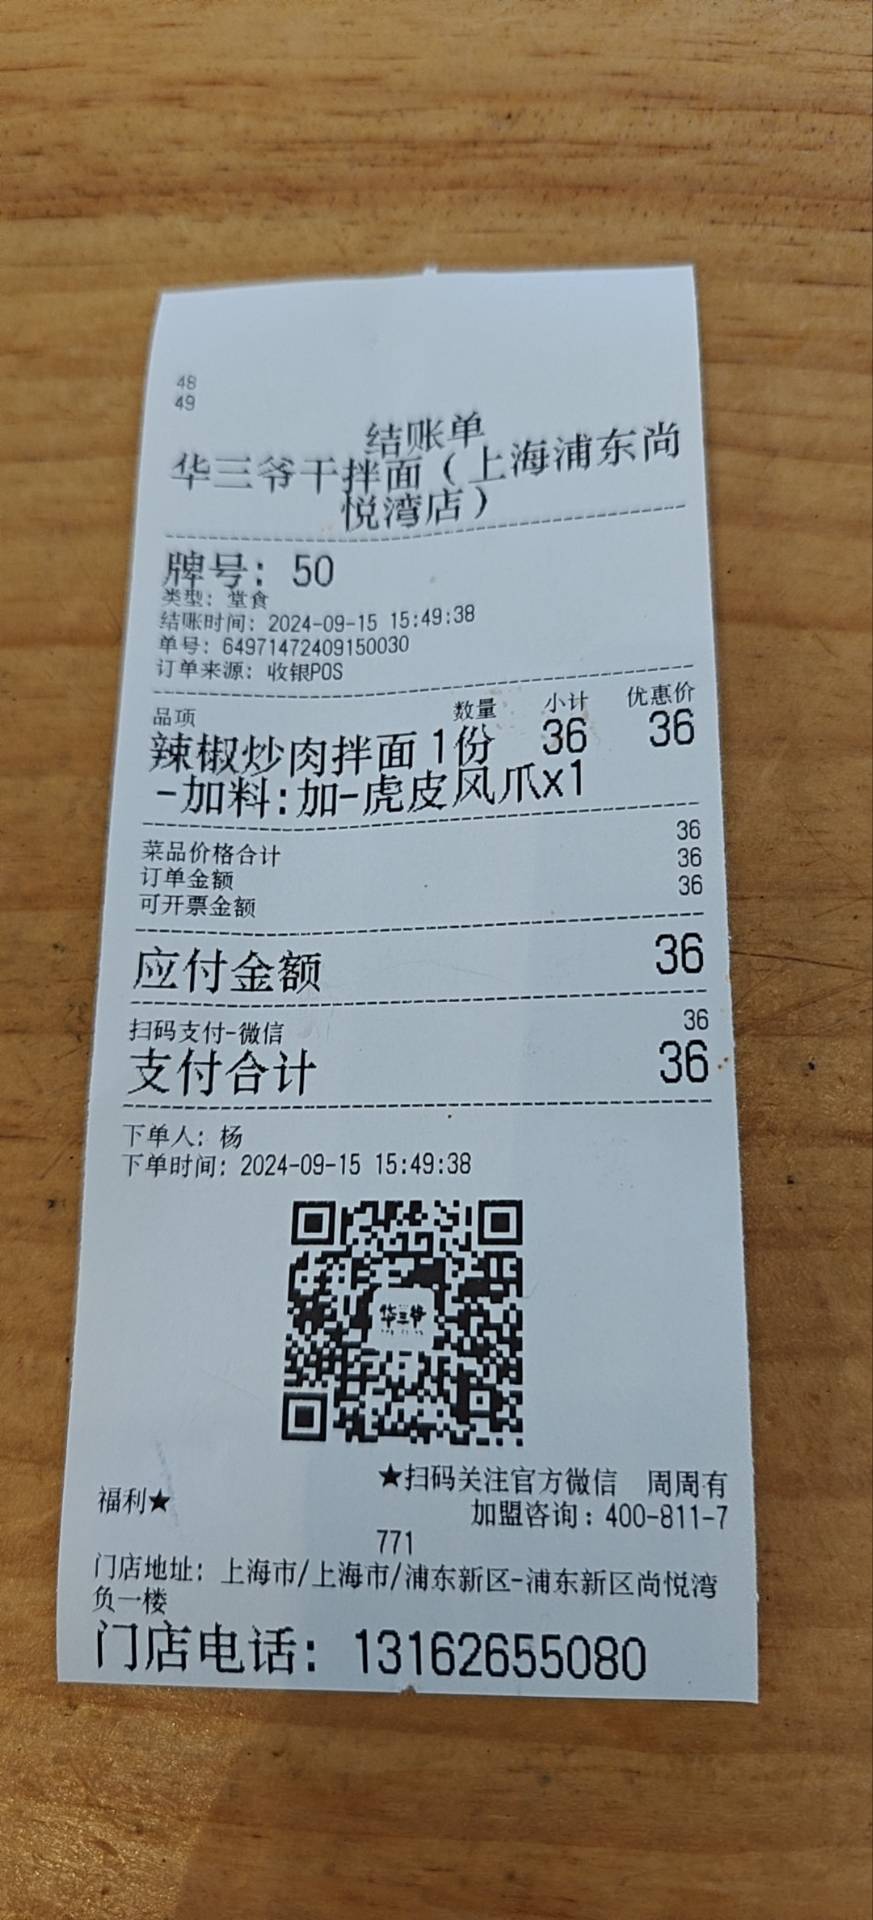 48
49
结账单
华三爷干拌面（上海浦东尚
悦湾店）
牌号：50
类型：堂食
结账时间：2024-09-15 15:49:38
单号：64971472409150030
订单来源：收银POS
品项 数量 小计 优惠价
辣椒炒肉拌面 1份 36 36
-加料:加-虎皮凤爪x1
菜品价格合计 36
订单金额 36
可开票金额 36
应付金额 36
扫码支付-微信 36
支付合计 36
下单人：杨
下单时间：2024-09-15 15:49:38
华三爷
★扫码关注官方微信 周周有
福利★ 加盟咨询：400-811-7
771
门店地址：上海市/上海市/浦东新区-浦东新区尚悦湾
负一楼
门店电话：13162655080